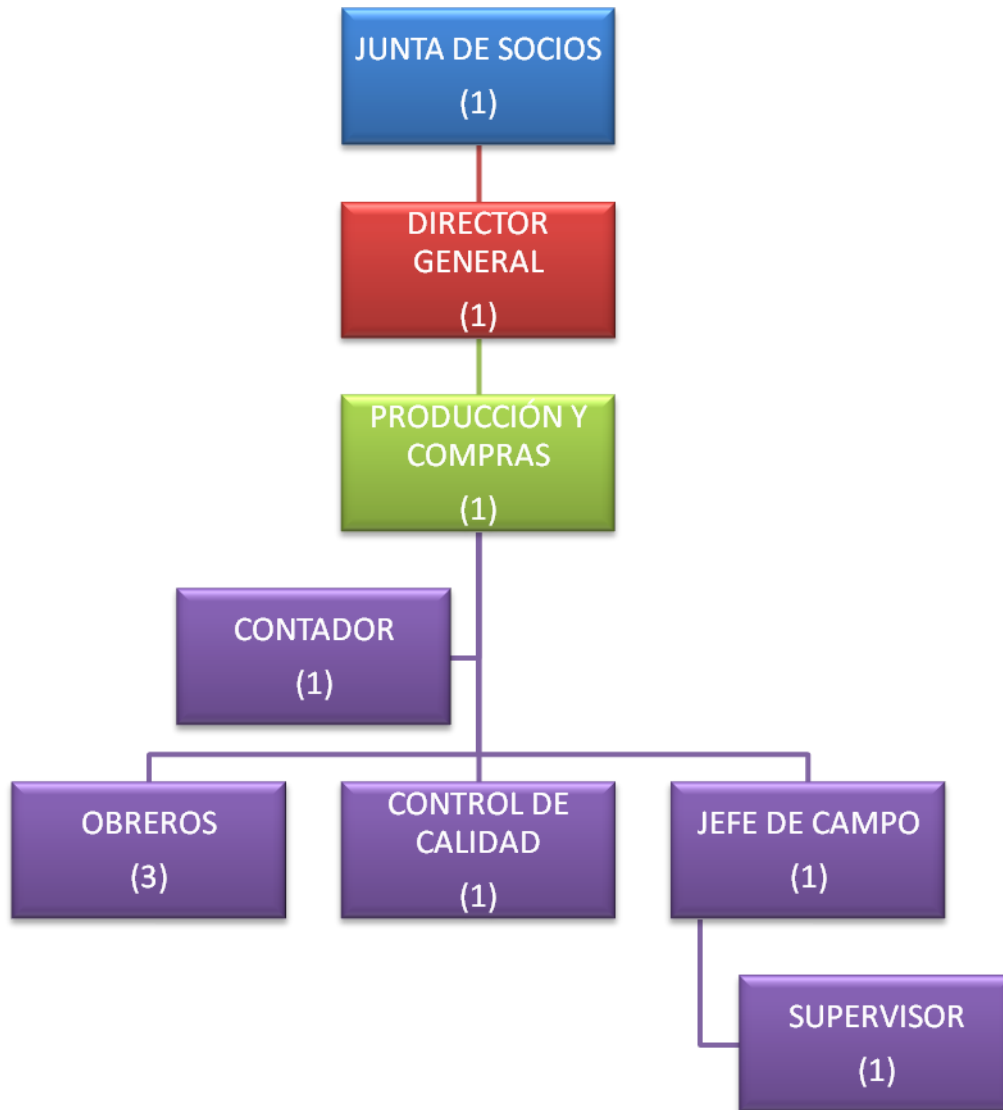 JUNTA DE SOCIOS
(1)
DIRECTOR
GENERAL
(1)
PRODUCCIÓN Y
COMPRAS
(1)
CONTADOR
(1)
OBREROS
(3)
CONTROL DE
CALIDAD
(1)
JEFE DE CAMPO
(1)
SUPERVISOR
(1)